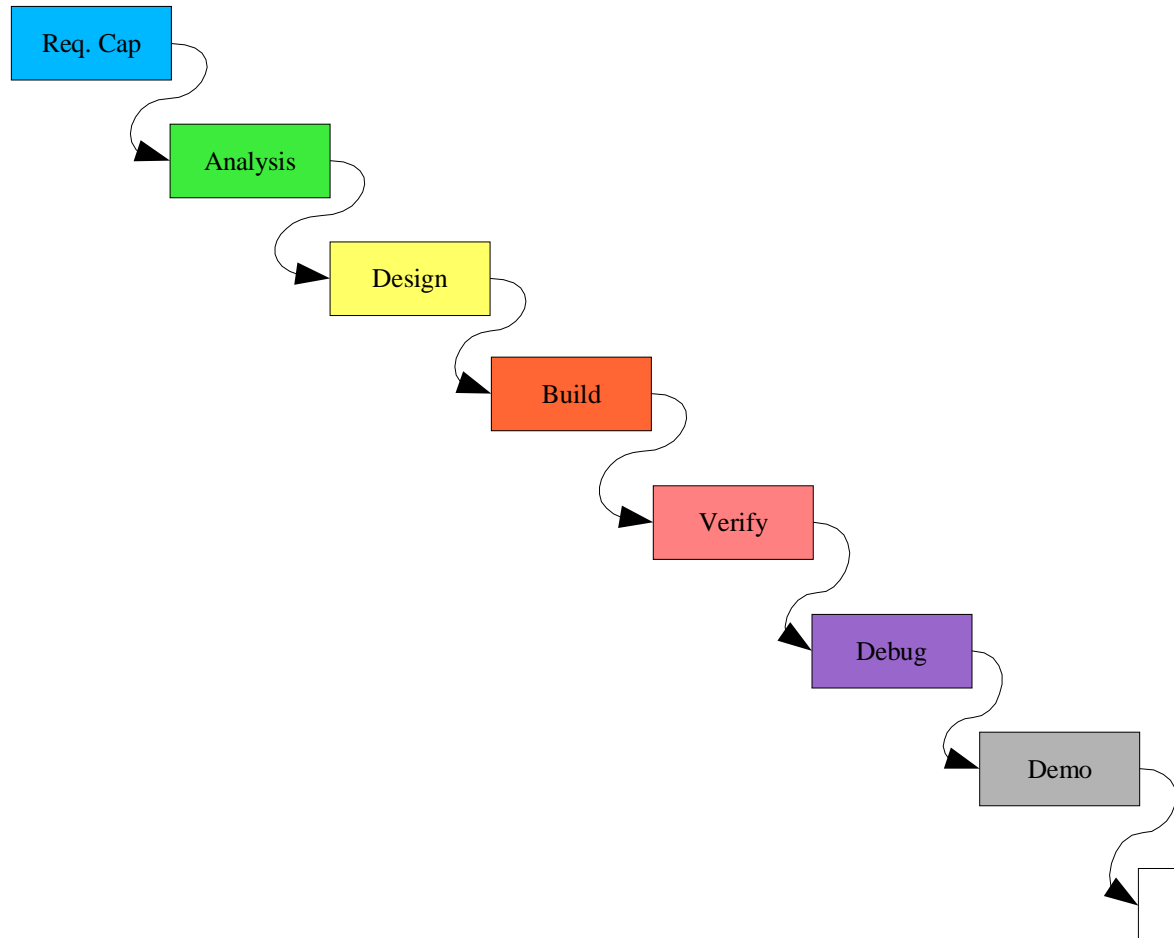 Req. Cap
Analysis
Design
Build
Verify
Debug
Demo